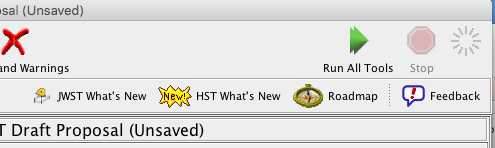 sal (Unsaved)
and Warnings Run All Tools Stop
JWST What's New New! HST What's New Roadmap Feedback
T Draft Proposal (Unsaved)